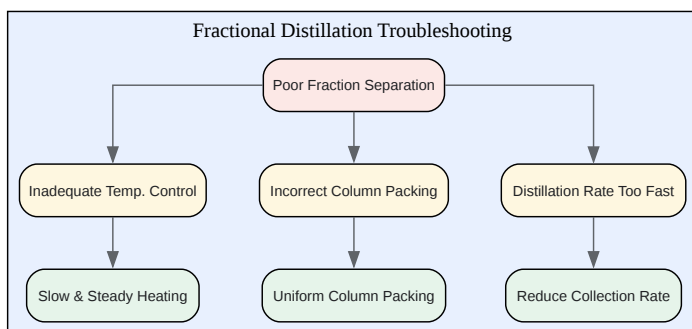 Fractional Distillation Troubleshooting
Poor Fraction Separation
Inadequate Temp. Control
Incorrect Column Packing
Distillation Rate Too Fast
Slow & Steady Heating
Uniform Column Packing
Reduce Collection Rate